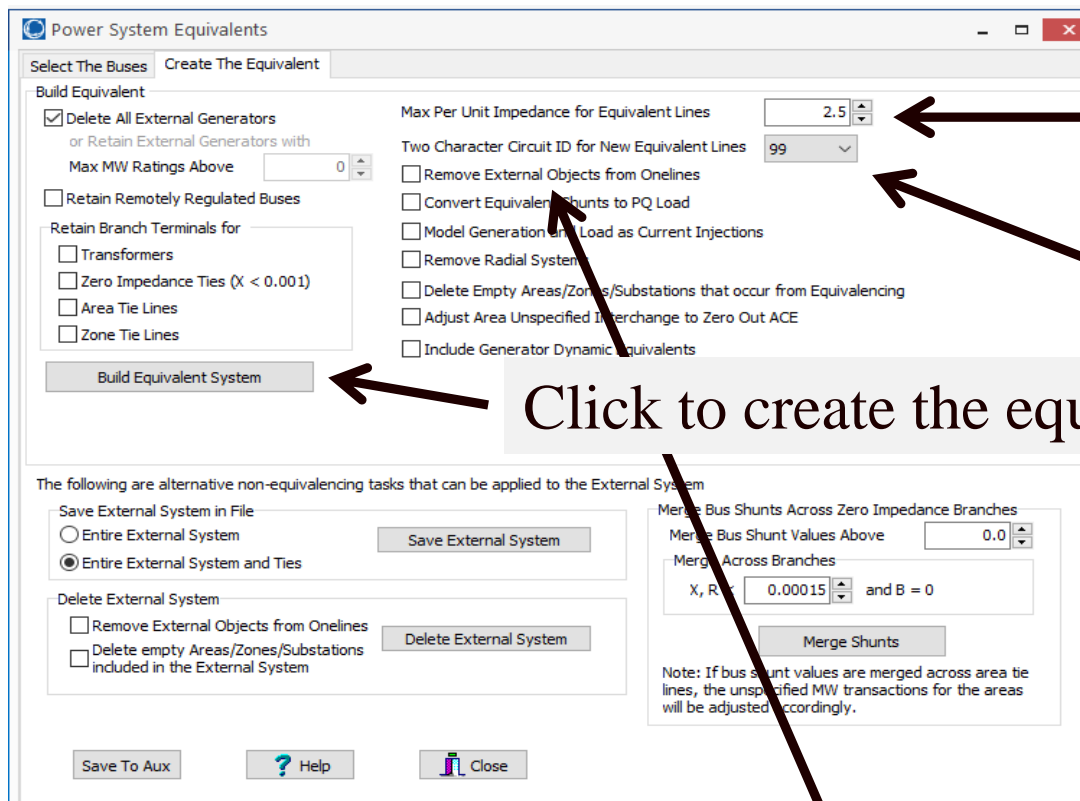 Power System Equivalents
Select The Buses Create The Equivalent
Build Equivalent
Delete All External Generators
or Retain External Generators with
Max MW Ratings Above 0
Retain Remotely Regulated Buses
Retain Branch Terminals for
Transformers
Zero Impedance Ties (X < 0.001)
Area Tie Lines
Zone Tie Lines
Build Equivalent System
Max Per Unit Impedance for Equivalent Lines 2.5
Two Character Circuit ID for New Equivalent Lines 99
Remove External Objects from Onelines
Convert Equivalent Shunts to PQ Load
Model Generation and Load as Current Injections
Remove Radial Systems
Delete Empty Areas/Zones/Substations that occur from Equivalencing
Adjust Area Unspecified Interchange to Zero Out ACE
Include Generator Dynamic Equivalents
Click to create the equ
The following are alternative non-equivalencing tasks that can be applied to the External System
Save External System in File
Entire External System
Entire External System and Ties
Save External System
Delete External System
Remove External Objects from Onelines
Delete empty Areas/Zones/Substations
included in the External System
Delete External System
Merge Bus Shunts Across Zero Impedance Branches
Merge Bus Shunt Values Above 0.0
Merge Across Branches
X, R < 0.00015 and B = 0
Merge Shunts
Note: If bus shunt values are merged across area tie
lines, the unspecified MW transactions for the areas
will be adjusted accordingly.
Save To Aux ? Help Close